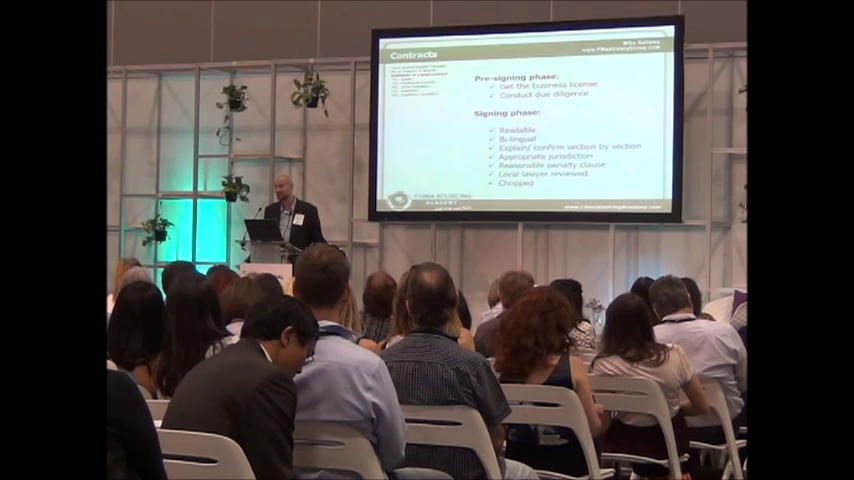 Contracts
Mike Bellamy
www.PSAdvisoryGroup.com
Pre-signing phase:
✓ Get the business license
✓ Conduct due diligence
Signing phase:
✓ Readable
✓ Bi-lingual
✓ Explain/ confirm section by section
✓ Appropriate jurisdiction
✓ Reasonable penalty clause
✓ Local lawyer reviewed
✓ Chopped
CHINA SOURCING
ACADEMY
www.ChinaSourcingAcademy.com